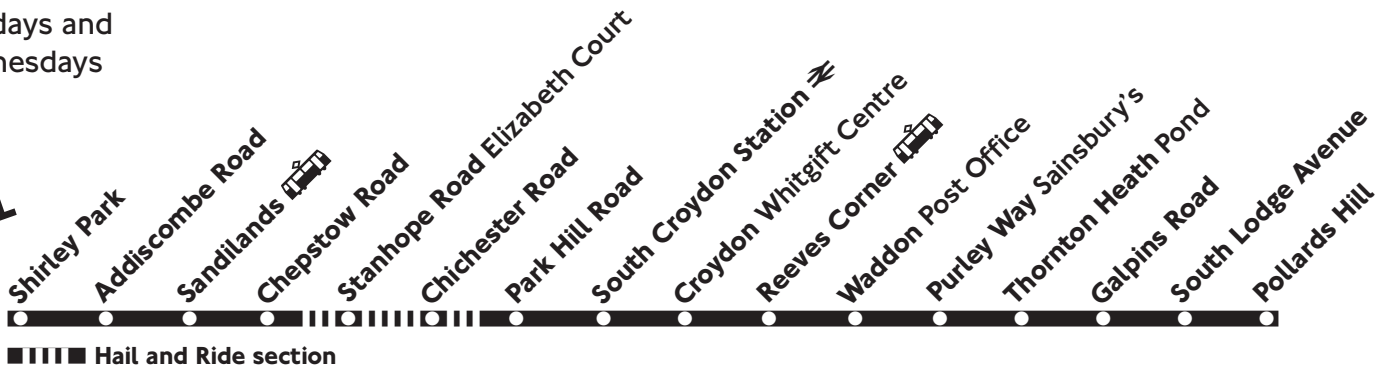 days and
nesdays
Shirley Park
Addiscombe Road
Sandilands
Chepstow Road
Stanhope Road Elizabeth Court
Chichester Road
Park Hill Road
South Croydon Station
Croydon Whitgift Centre
Reeves Corner
Waddon Post Office
Purley Way Sainsbury's
Thornton Heath Pond
Galpins Road
South Lodge Avenue
Pollards Hill
Hail and Ride section